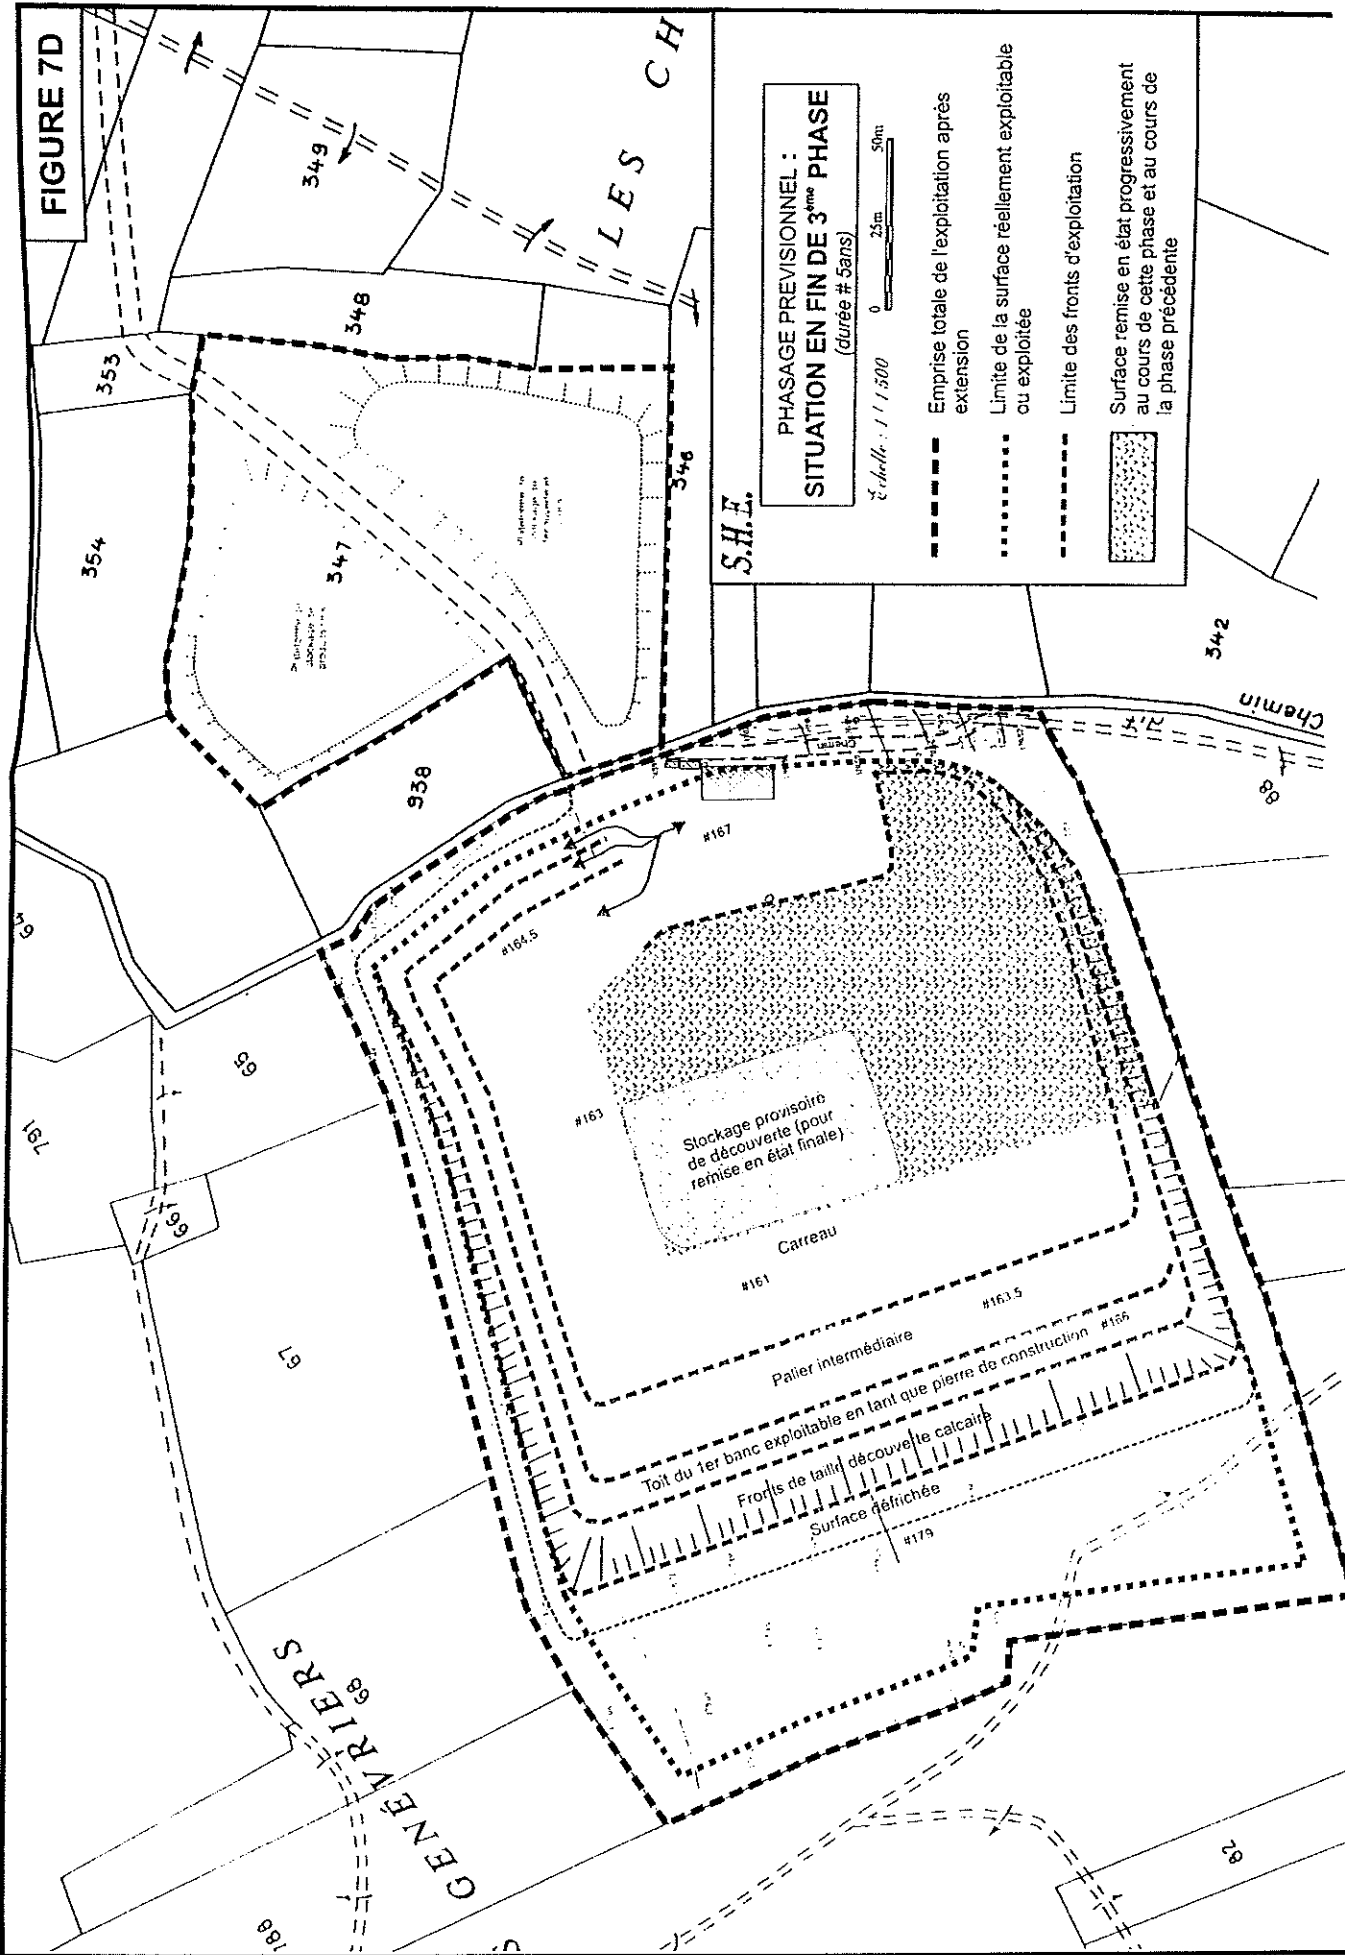 FIGURE 7D
S.H.E.
PHASAGE PREVISIONNEL :
SITUATION EN FIN DE 3ème PHASE
(durée # 5ans)
Echelle : 1 / 1500
0 25m 50m
Emprise totale de l'exploitation après
extension
Limite de la surface réellement exploitable
ou exploitée
Limite des fronts d'exploitation
Surface remise en état progressivement
au cours de cette phase et au cours de
la phase précédente
LES CH
349
348
353
354
347
346
938
342
Chemin
88
65
791
66
67
68
GENÉVRIERS
788
82
#167
#164.5
#163
Stockage provisoire
de découverte (pour
remise en état finale)
Carreau
#161
#163.5
Palier intermédiaire
#166
Toit du 1er banc exploitable en tant que pierre de construction
Fronts de taille découverte calcaire
Surface défrichée
#179